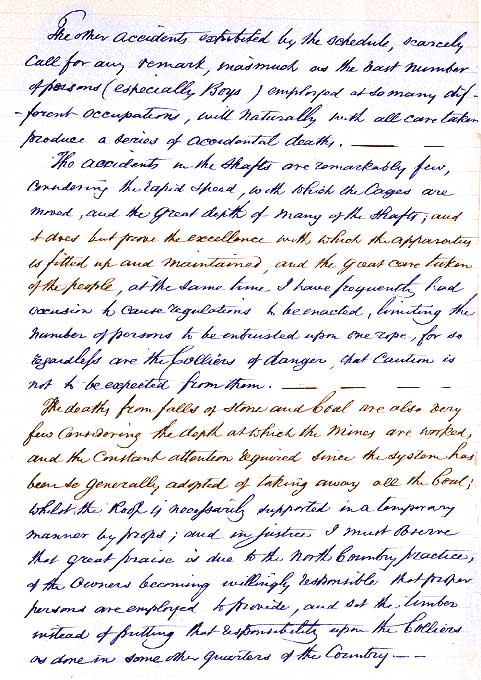 The other accidents exhibited by the schedule, scarcely
Call for any remark, inasmuch as the vast number
of persons (especially Boys) employed at so many dif-
-ferent occupations, will naturally with all care taken
produce a series of accidental deaths. — —
The accidents in the shafts are remarkably few,
Considering the rapid speed, with which the Cages are
moved, and the great depth of many of the shafts; and
it does but prove the excellence with which the apparatus
is fitted up and maintained, and the great care taken
of the people, at the same time I have frequently had
occasion to cause regulations to be enacted, limiting the
number of persons to be entrusted upon one rope, for so
regardless are the Colliers of danger, that Caution is
not to be expected from them. — — —
The deaths from falls of Stone and Coal are also very
few Considering the depth at which the Mines are worked,
and the Constant attention required since the system has
been so generally adopted of taking away all the Coal;
whilst the Roof is necessarily supported in a temporary
manner by props; and in justice I must observe
that great praise is due to the North Country practice,
of the Owners becoming willingly responsible that proper
persons are employed to provide, and set the timber
instead of putting that responsibility upon the Colliers
as done in some other quarters of the Country — —